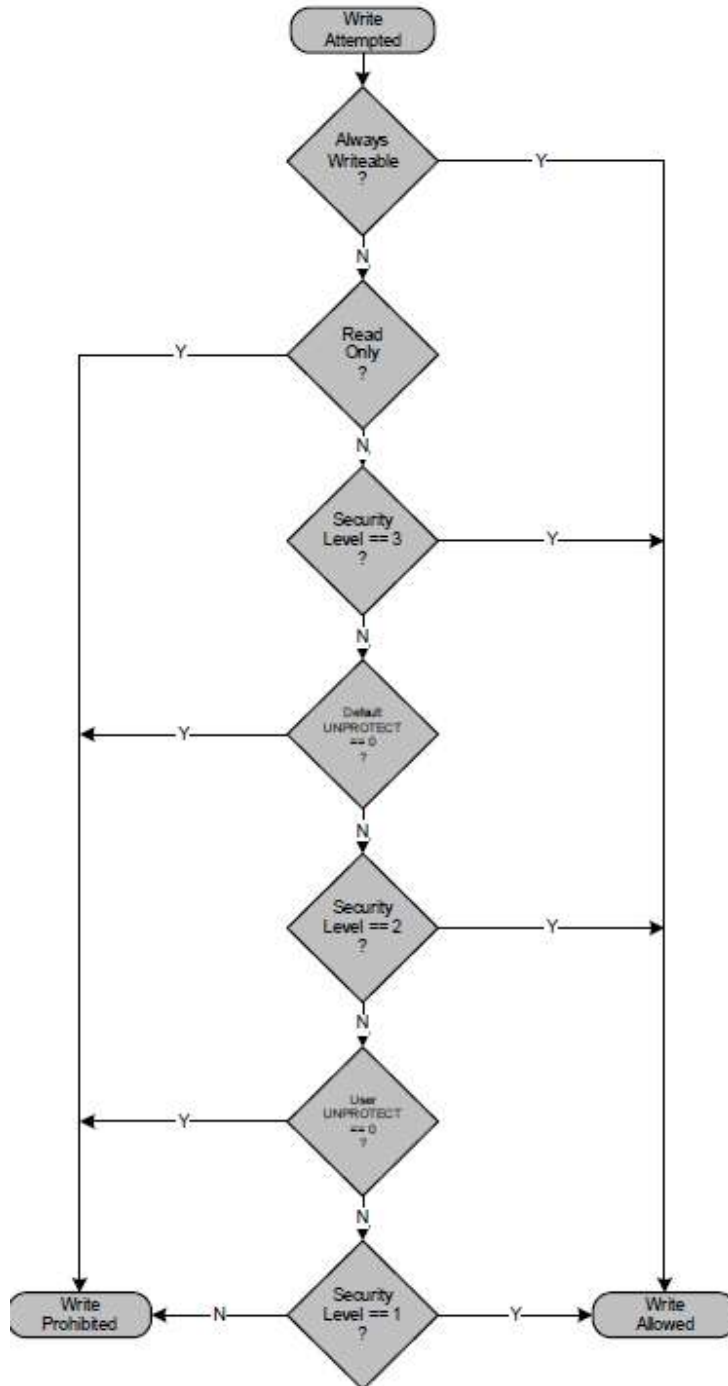 Write
Attempted
Always
Writeable
?
Y
N
Read
Only
?
Y
N
Security
Level == 3
?
Y
N
Default
UNPROTECT
== 0
?
Y
N
Security
Level == 2
?
Y
N
User
UNPROTECT
== 0
?
Y
N
Write
Prohibited
N
Security
Level == 1
?
Y
Write
Allowed